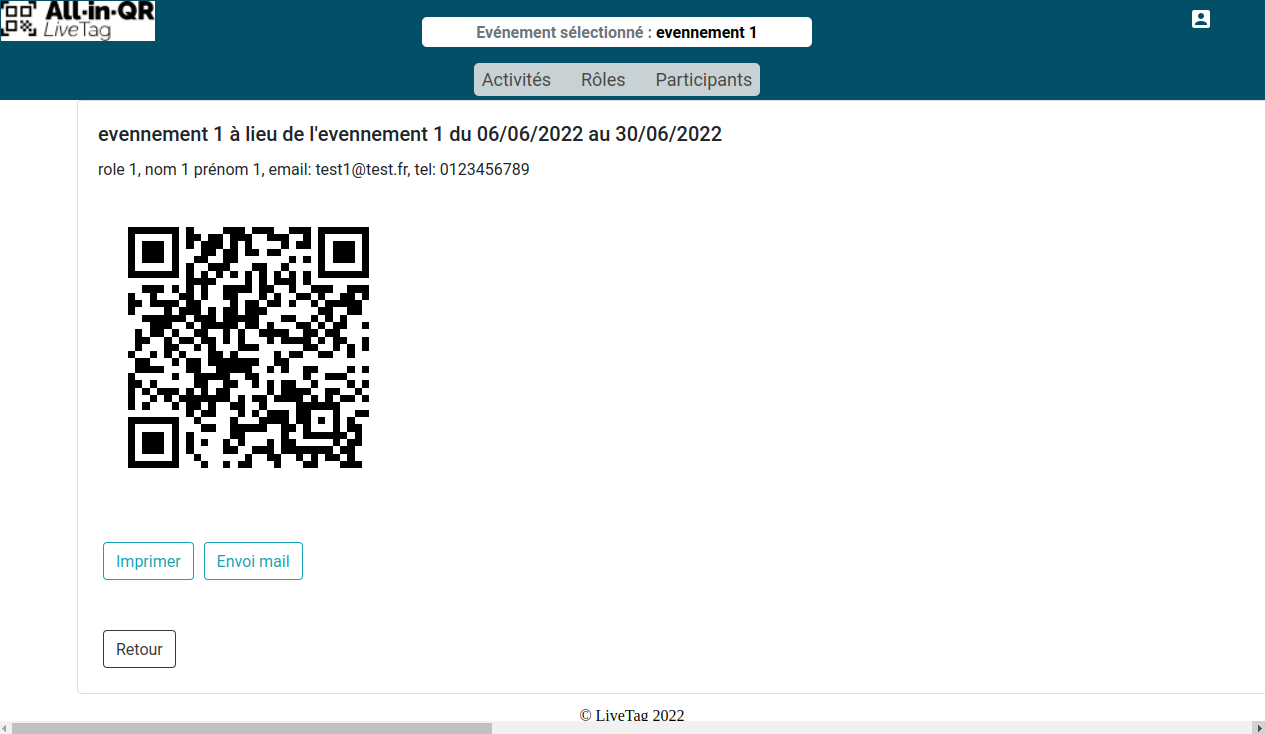 All·in·QR
LiveTag
Evénement sélectionné : evennement 1
Activités Rôles Participants
evennement 1 à lieu de l'evennement 1 du 06/06/2022 au 30/06/2022
role 1, nom 1 prénom 1, email: test1@test.fr, tel: 0123456789
Imprimer Envoi mail
Retour
© LiveTag 2022